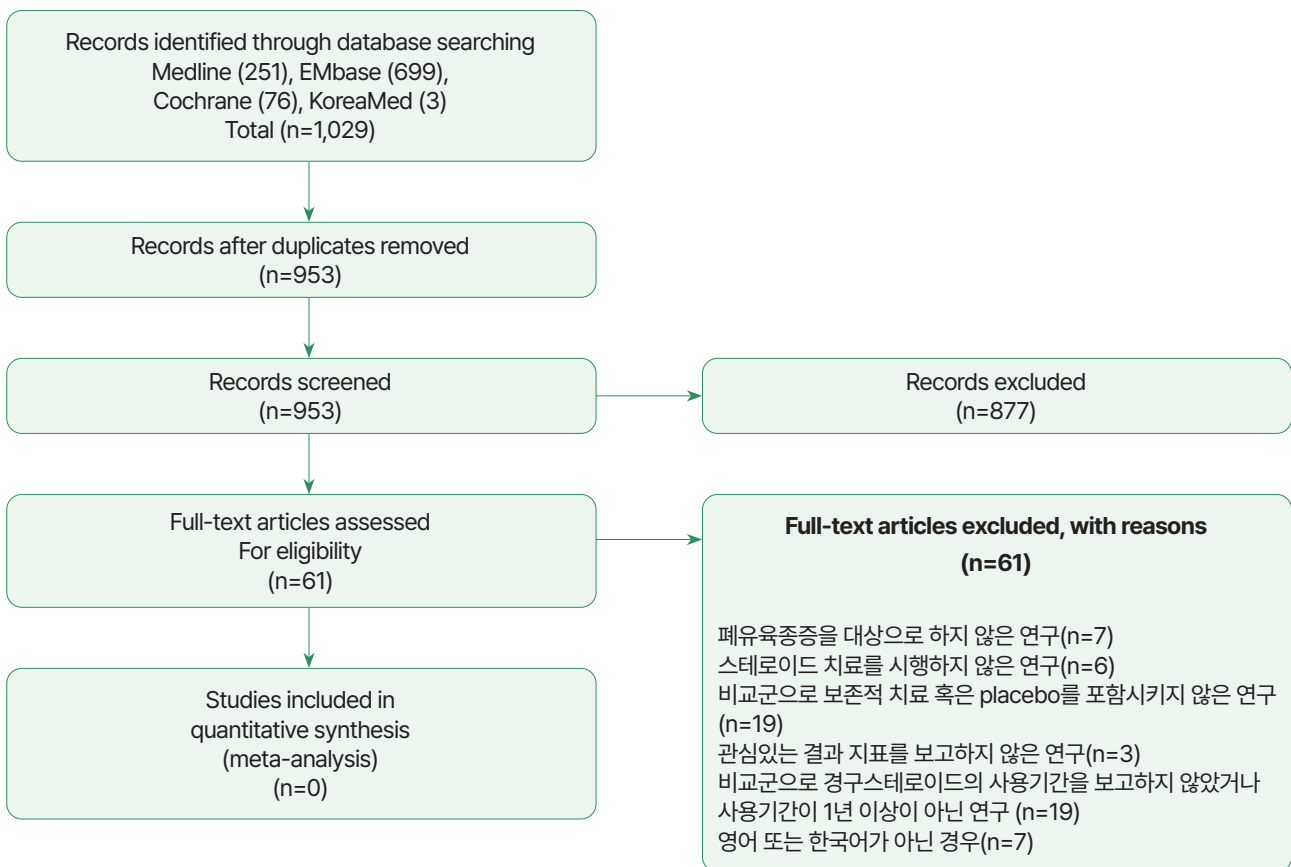 Records identified through database searching
Medline (251), EMbase (699),
Cochrane (76), KoreaMed (3)
Total (n=1,029)
Records after duplicates removed
(n=953)
Records screened
(n=953)
Records excluded
(n=877)
Full-text articles assessed
For eligibility
(n=61)
Full-text articles excluded, with reasons
(n=61)
폐유육종증을 대상으로 하지 않은 연구(n=7)
스테로이드 치료를 시행하지 않은 연구(n=6)
비교군으로 보존적 치료 혹은 placebo를 포함시키지 않은 연구
(n=19)
관심있는 결과 지표를 보고하지 않은 연구(n=3)
비교군으로 경구스테로이드의 사용기간을 보고하지 않았거나
사용기간이 1년 이상이 아닌 연구 (n=19)
영어 또는 한국어가 아닌 경우(n=7)
Studies included in
quantitative synthesis
(meta-analysis)
(n=0)